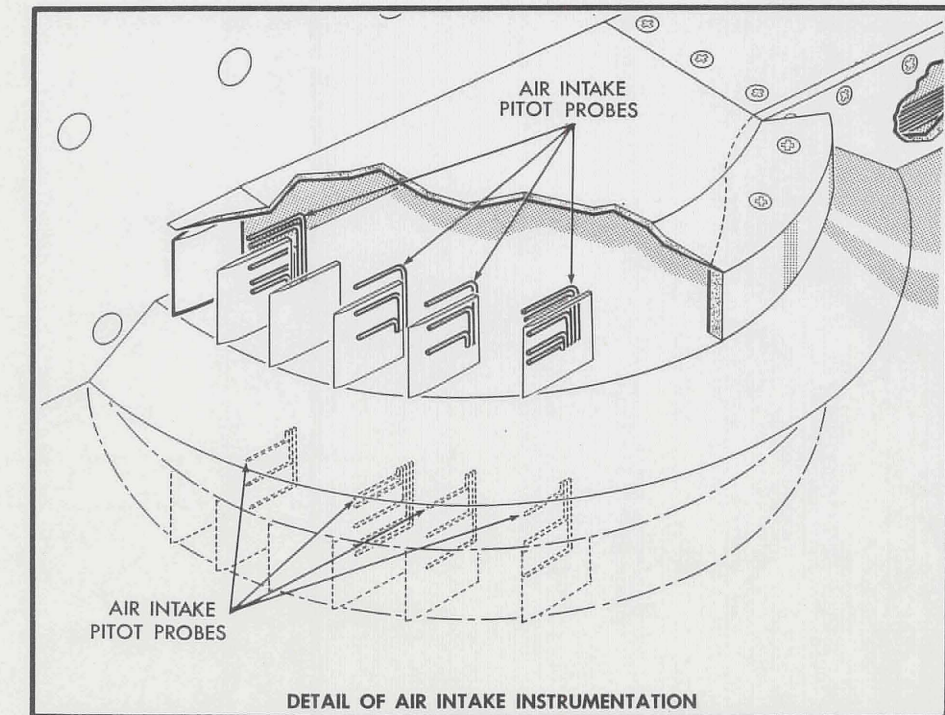 AIR INTAKE
PITOT PROBES
AIR INTAKE
PITOT PROBES
DETAIL OF AIR INTAKE INSTRUMENTATION